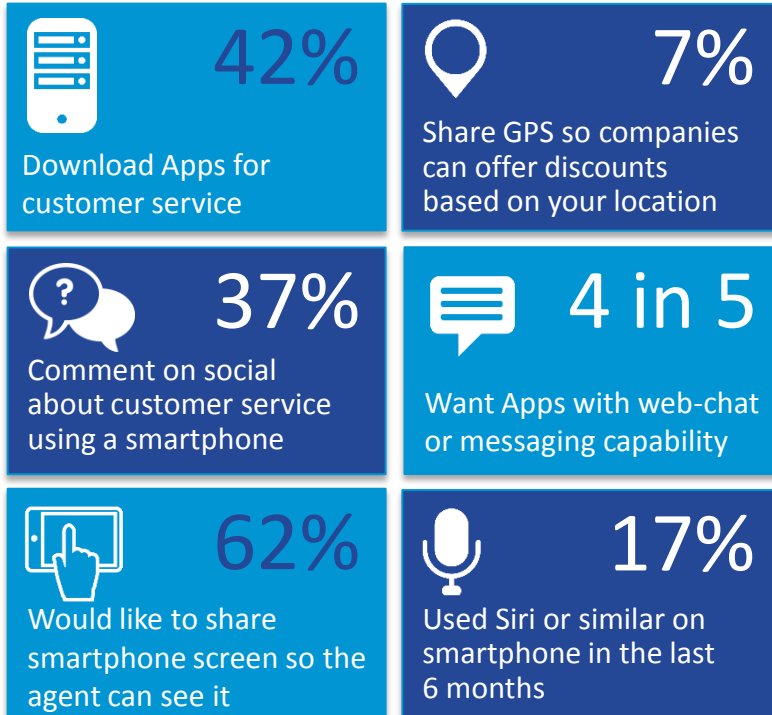 42%
Download Apps for
customer service
7%
Share GPS so companies
can offer discounts
based on your location
?
37%
Comment on social
about customer service
using a smartphone
4 in 5
Want Apps with web-chat
or messaging capability
62%
Would like to share
smartphone screen so the
agent can see it
17%
Used Siri or similar on
smartphone in the last
6 months